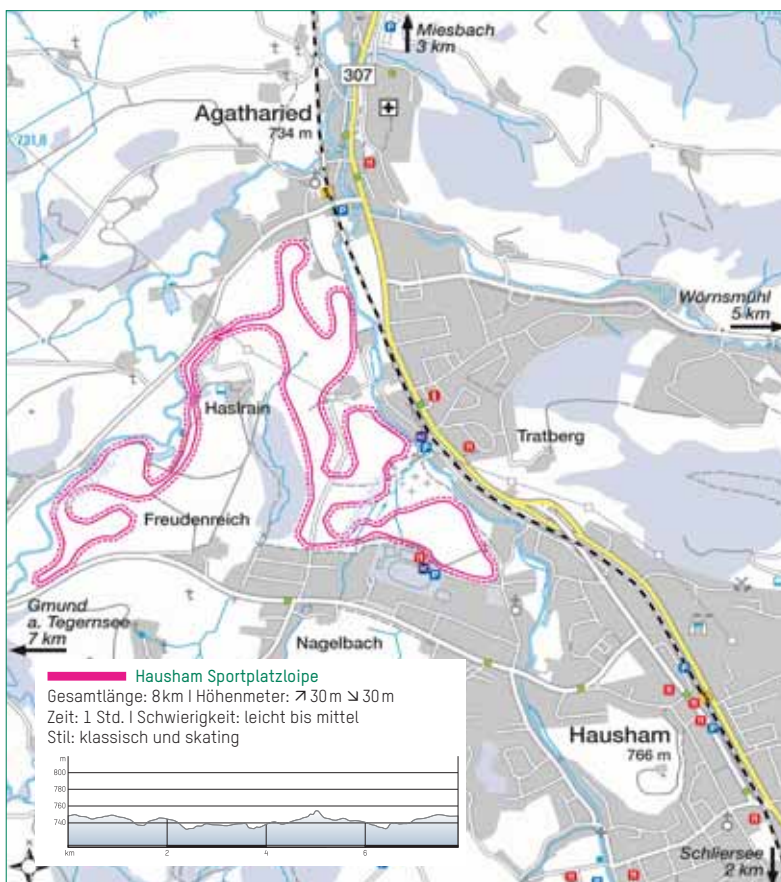 Miesbach
3 km
307
Agatharied
734 m
731,8
Wörnsmühl
5 km
Haslrain
Tratberg
Freudenreich
Gmund
a. Tegernsee
7 km
Nagelbach
Hausham Sportplatzloipe
Gesamtlänge: 8 km I Höhenmeter: ↗ 30 m ↘ 30 m
Zeit: 1 Std. I Schwierigkeit: leicht bis mittel
Stil: klassisch und skating
m
800
780
760
740
km 2 4 6
Hausham
766 m
Schliersee
2 km
P
P
P
P
P
P
H
H
H
H
H
H
H
H
H